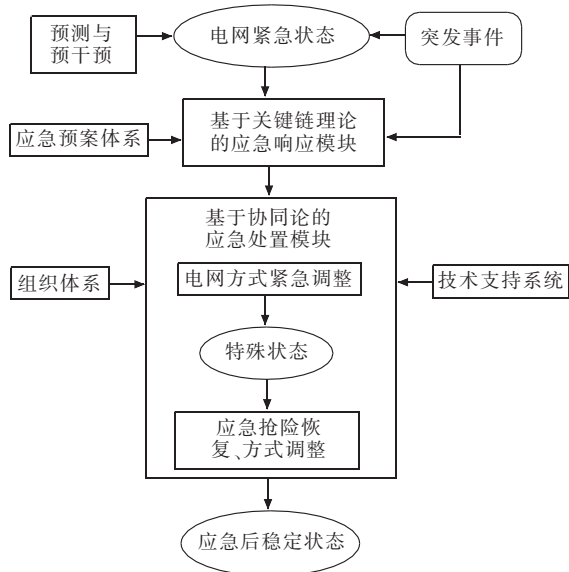 预测与
预干预
电网紧急状态
突发事件
应急预案体系
基于关键链理论
的应急响应模块
基于协同论的
应急处置模块
组织体系
电网方式紧急调整
技术支持系统
特殊状态
应急抢险恢
复、方式调整
应急后稳定状态